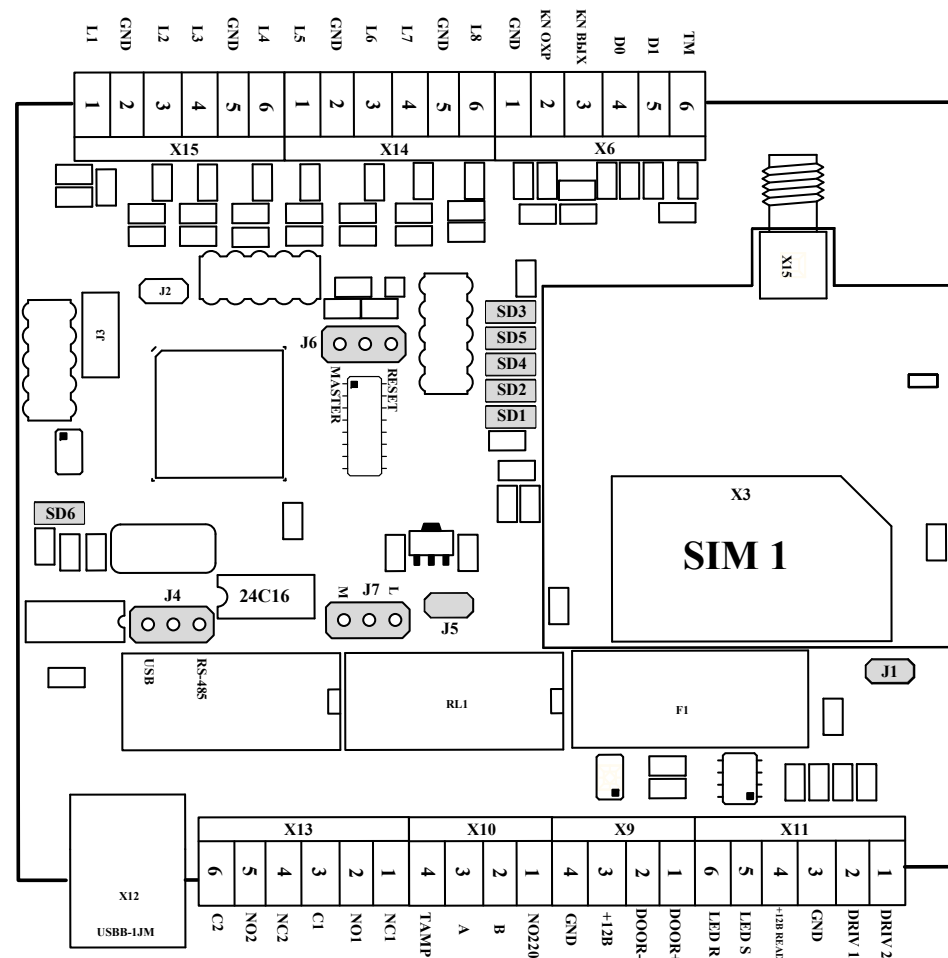 L1 GND L2 L3 GND L4 L5 GND L6 L7 GND L8 GND KN OXP KN ВЫХ D0 D1 TM
1 2 3 4 5 6 1 2 3 4 5 6 1 2 3 4 5 6
X15 X14 X6
X15
J2
SD3
J3
J6
SD5
SD4
MASTER RESET
SD2
SD1
X3
SD6
SIM 1
J4
24C16
M J7 L
J5
USB RS-485
J1
RL1
F1
X13 X10 X9 X11
6 5 4 3 2 1 4 3 2 1 4 3 2 1 6 5 4 3 2 1
X12
USBB-1JM
C2 NO2 NC2 C1 NO1 NC1 TAMP A B NO220 GND +12B DOOR- DOOR+ LED R LED S +12B READ GND DRIV 1 DRIV 2